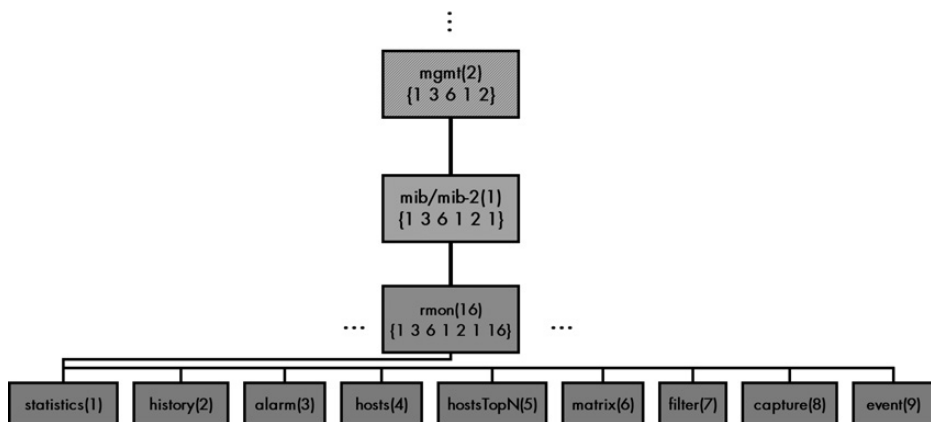 mgmt(2)
{1 3 6 1 2}
mib/mib-2(1)
{1 3 6 1 2 1}
rmon(16)
{1 3 6 1 2 1 16}
statistics(1) history(2) alarm(3) hosts(4) hostsTopN(5) matrix(6) filter(7) capture(8) event(9)